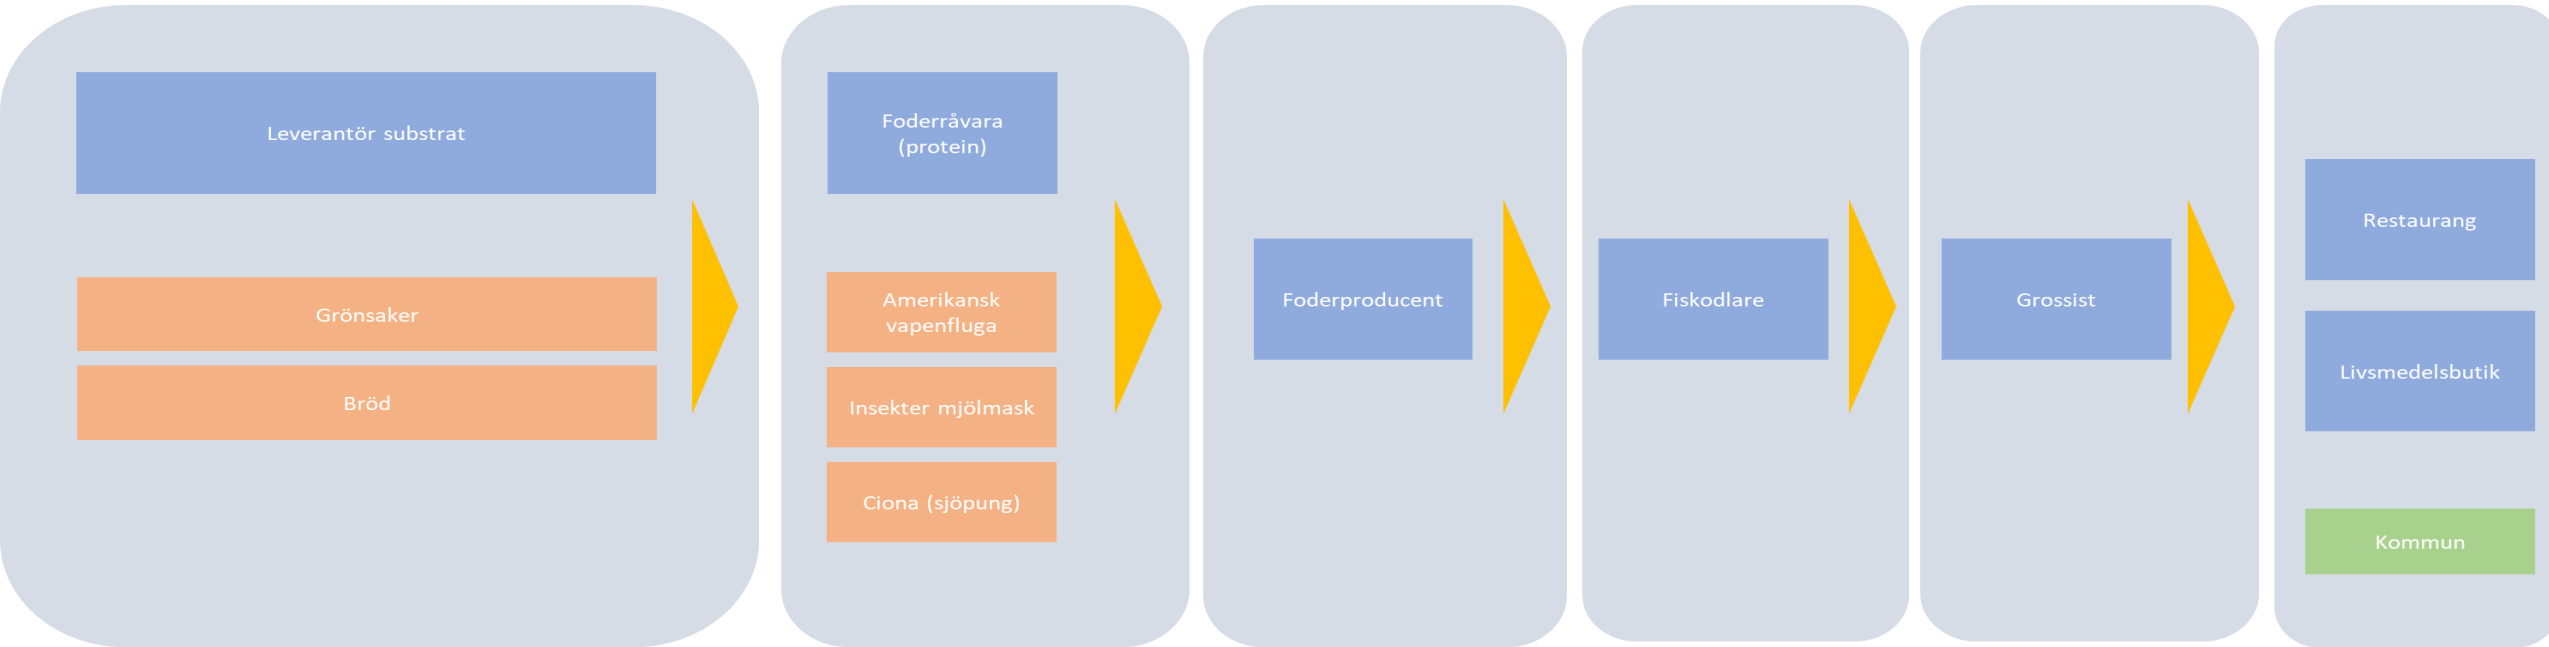 Leverantör substrat
Grönsaker
Bröd
Foderråvara
(protein)
Amerikansk
vapenfluga
Insekter mjölmask
Ciona (sjöpung)
Foderproducent
Fiskodlare
Grossist
Restaurang
Livsmedelsbutik
Kommun